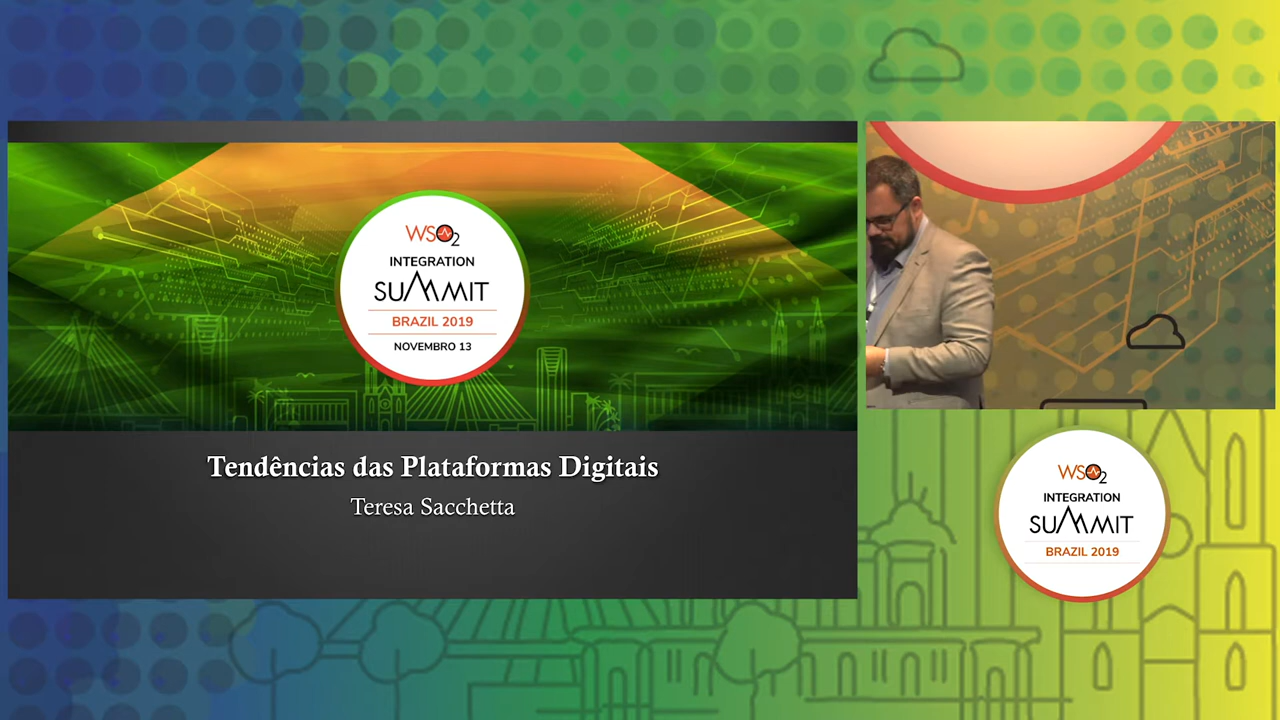 WSO2
INTEGRATION
SUMMIT
BRAZIL 2019
NOVEMBRO 13
Tendências das Plataformas Digitais
Teresa Sacchetta
WSO2
INTEGRATION
SUMMIT
BRAZIL 2019